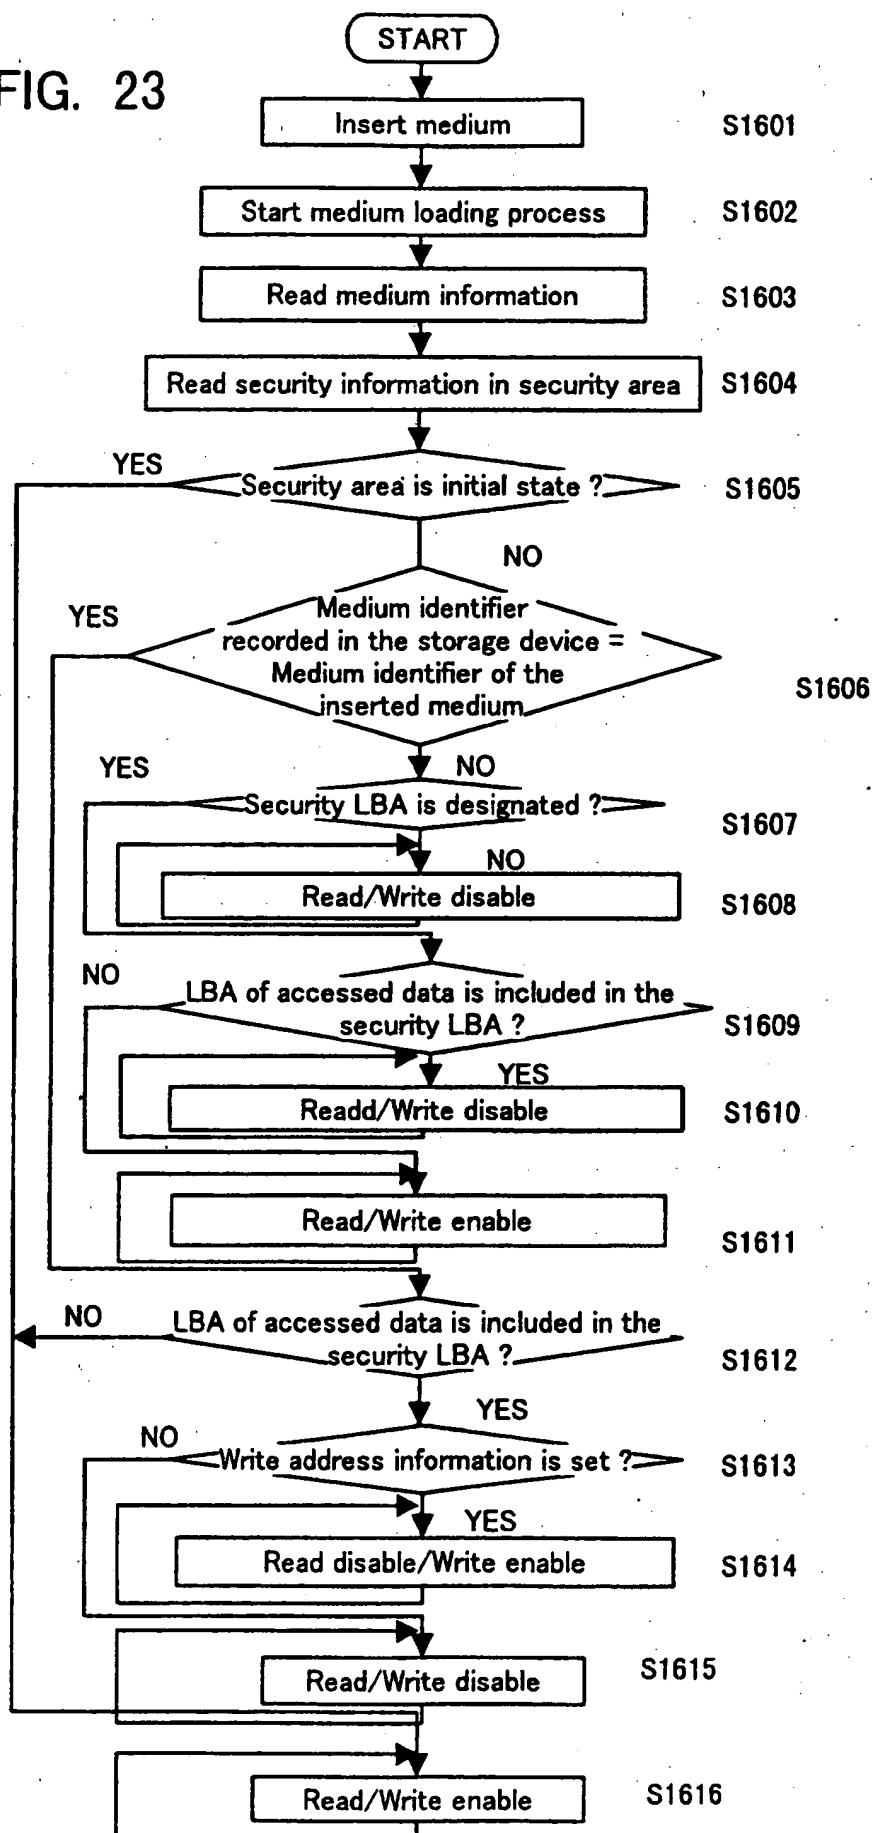 START
FIG. 23
Insert medium S1601
Start medium loading process S1602
Read medium information S1603
Read security information in security area S1604
YES
Security area is initial state ? S1605
NO
YES
Medium identifier
recorded in the storage device =
Medium identifier of the
inserted medium
S1606
YES
NO
Security LBA is designated ?
S1607
NO
Read/Write disable
S1608
NO
LBA of accessed data is included in the
security LBA ?
S1609
YES
Readd/Write disable S1610
Read/Write enable
S1611
NO
LBA of accessed data is included in the
security LBA ?
S1612
YES
NO
Write address information is set ? S1613
YES
Read disable/Write enable S1614
Read/Write disable S1615
Read/Write enable S1616